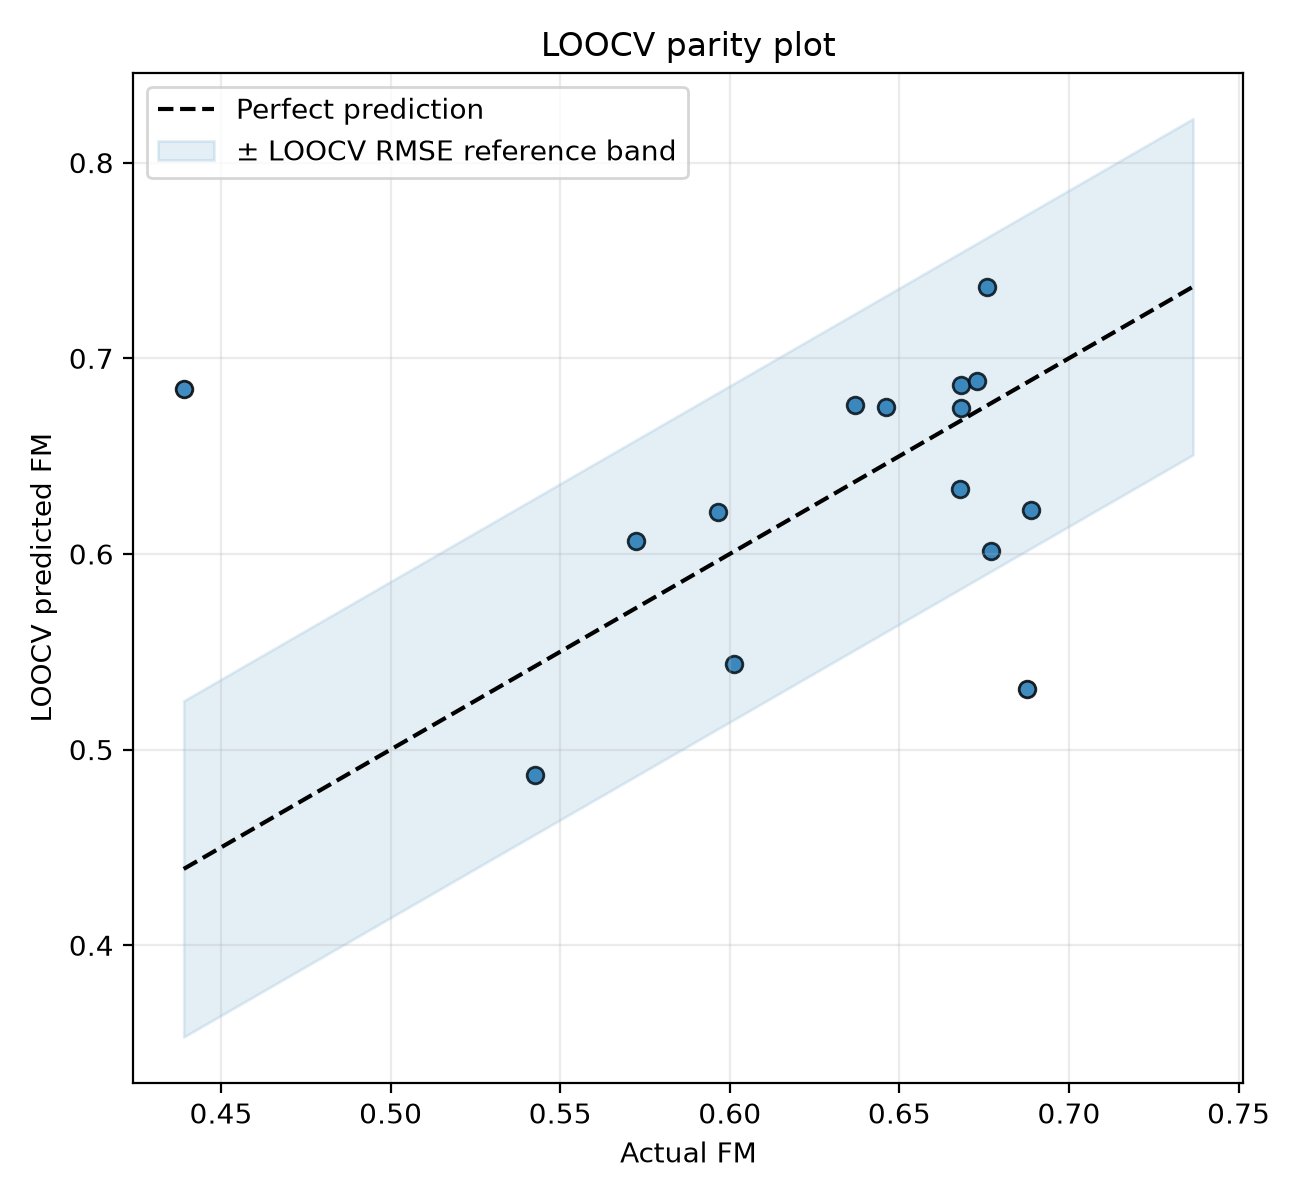 LOOCV parity plot
Perfect prediction
± LOOCV RMSE reference band
0.8
0.7
0.6
0.5
0.4
LOOCV predicted FM
0.45 0.50 0.55 0.60 0.65 0.70 0.75
Actual FM